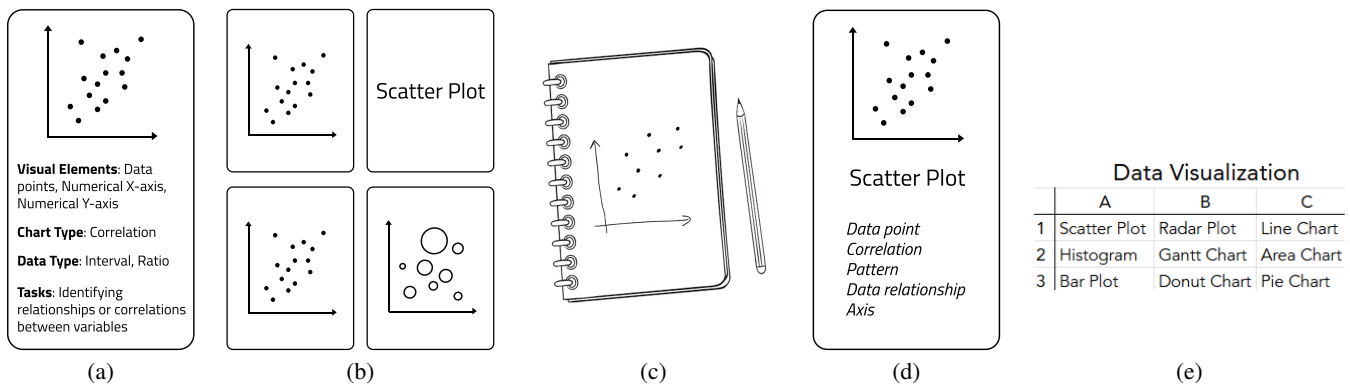 Visual Elements: Data
points, Numerical X-axis,
Numerical Y-axis
Chart Type: Correlation
Data Type: Interval, Ratio
Tasks: Identifying
relationships or correlations
between variables
(a)
Scatter Plot
(b)
(c)
Scatter Plot
Data point
Correlation
Pattern
Data relationship
Axis
(d)
Data Visualization
A B C
1 Scatter Plot Radar Plot Line Chart
2 Histogram Gantt Chart Area Chart
3 Bar Plot Donut Chart Pie Chart
(e)